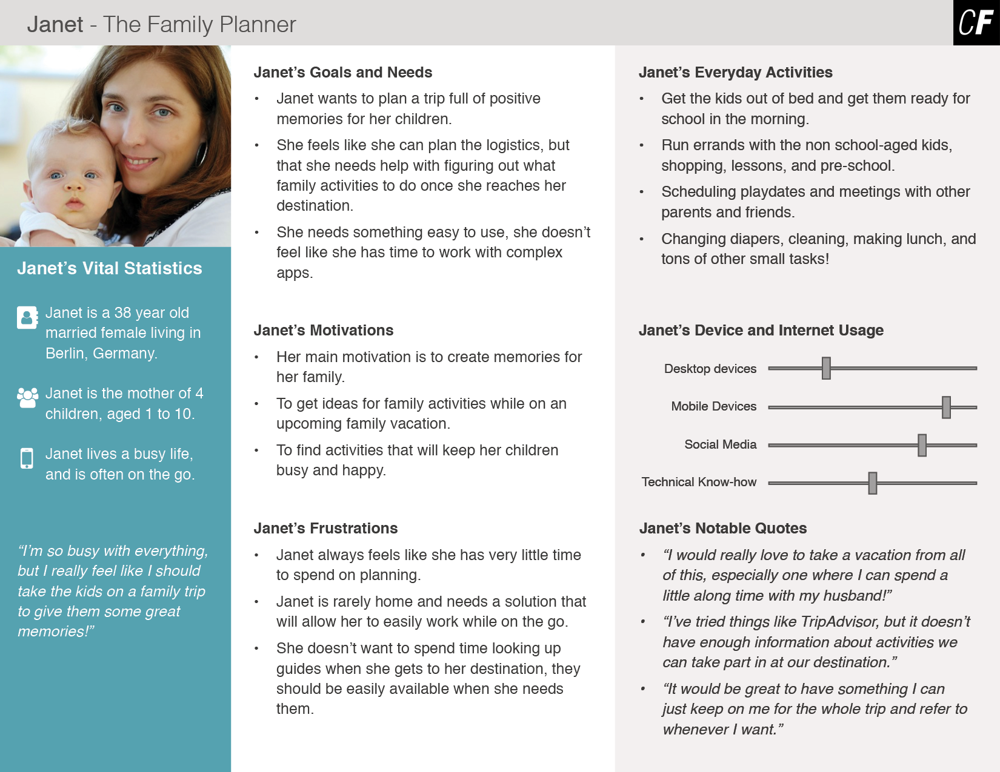 Janet - The Family Planner
CF
Janet's Vital Statistics
Janet is a 38 year old
married female living in
Berlin, Germany.
Janet is the mother of 4
children, aged 1 to 10.
Janet lives a busy life,
and is often on the go.
“I’m so busy with everything,
but I really feel like I should
take the kids on a family trip
to give them some great
memories!”
Janet’s Goals and Needs
• Janet wants to plan a trip full of positive
memories for her children.
• She feels like she can plan the logistics, but
that she needs help with figuring out what
family activities to do once she reaches her
destination.
• She needs something easy to use, she doesn’t
feel like she has time to work with complex
apps.
Janet’s Motivations
• Her main motivation is to create memories for
her family.
• To get ideas for family activities while on an
upcoming family vacation.
• To find activities that will keep her children
busy and happy.
Janet’s Frustrations
• Janet always feels like she has very little time
to spend on planning.
• Janet is rarely home and needs a solution that
will allow her to easily work while on the go.
• She doesn’t want to spend time looking up
guides when she gets to her destination, they
should be easily available when she needs
them.
Janet’s Everyday Activities
• Get the kids out of bed and get them ready for
school in the morning.
• Run errands with the non school-aged kids,
shopping, lessons, and pre-school.
• Scheduling playdates and meetings with other
parents and friends.
• Changing diapers, cleaning, making lunch, and
tons of other small tasks!
Janet’s Device and Internet Usage
Desktop devices
Mobile Devices
Social Media
Technical Know-how
Janet’s Notable Quotes
• “I would really love to take a vacation from all
of this, especially one where I can spend a
little along time with my husband!”
• “I’ve tried things like TripAdvisor, but it doesn’t
have enough information about activities we
can take part in at our destination.”
• “It would be great to have something I can
just keep on me for the whole trip and refer to
whenever I want.”